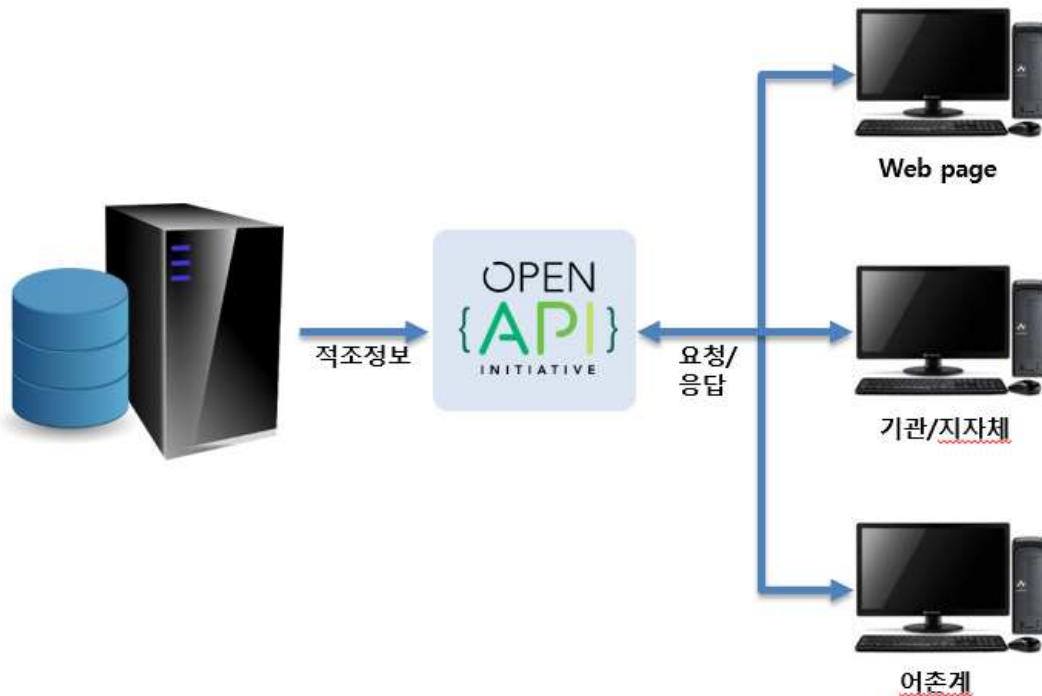 적조정보
OPEN
{API}
INITIATIVE
요청/
응답
Web page
기관/지자체
어촌계